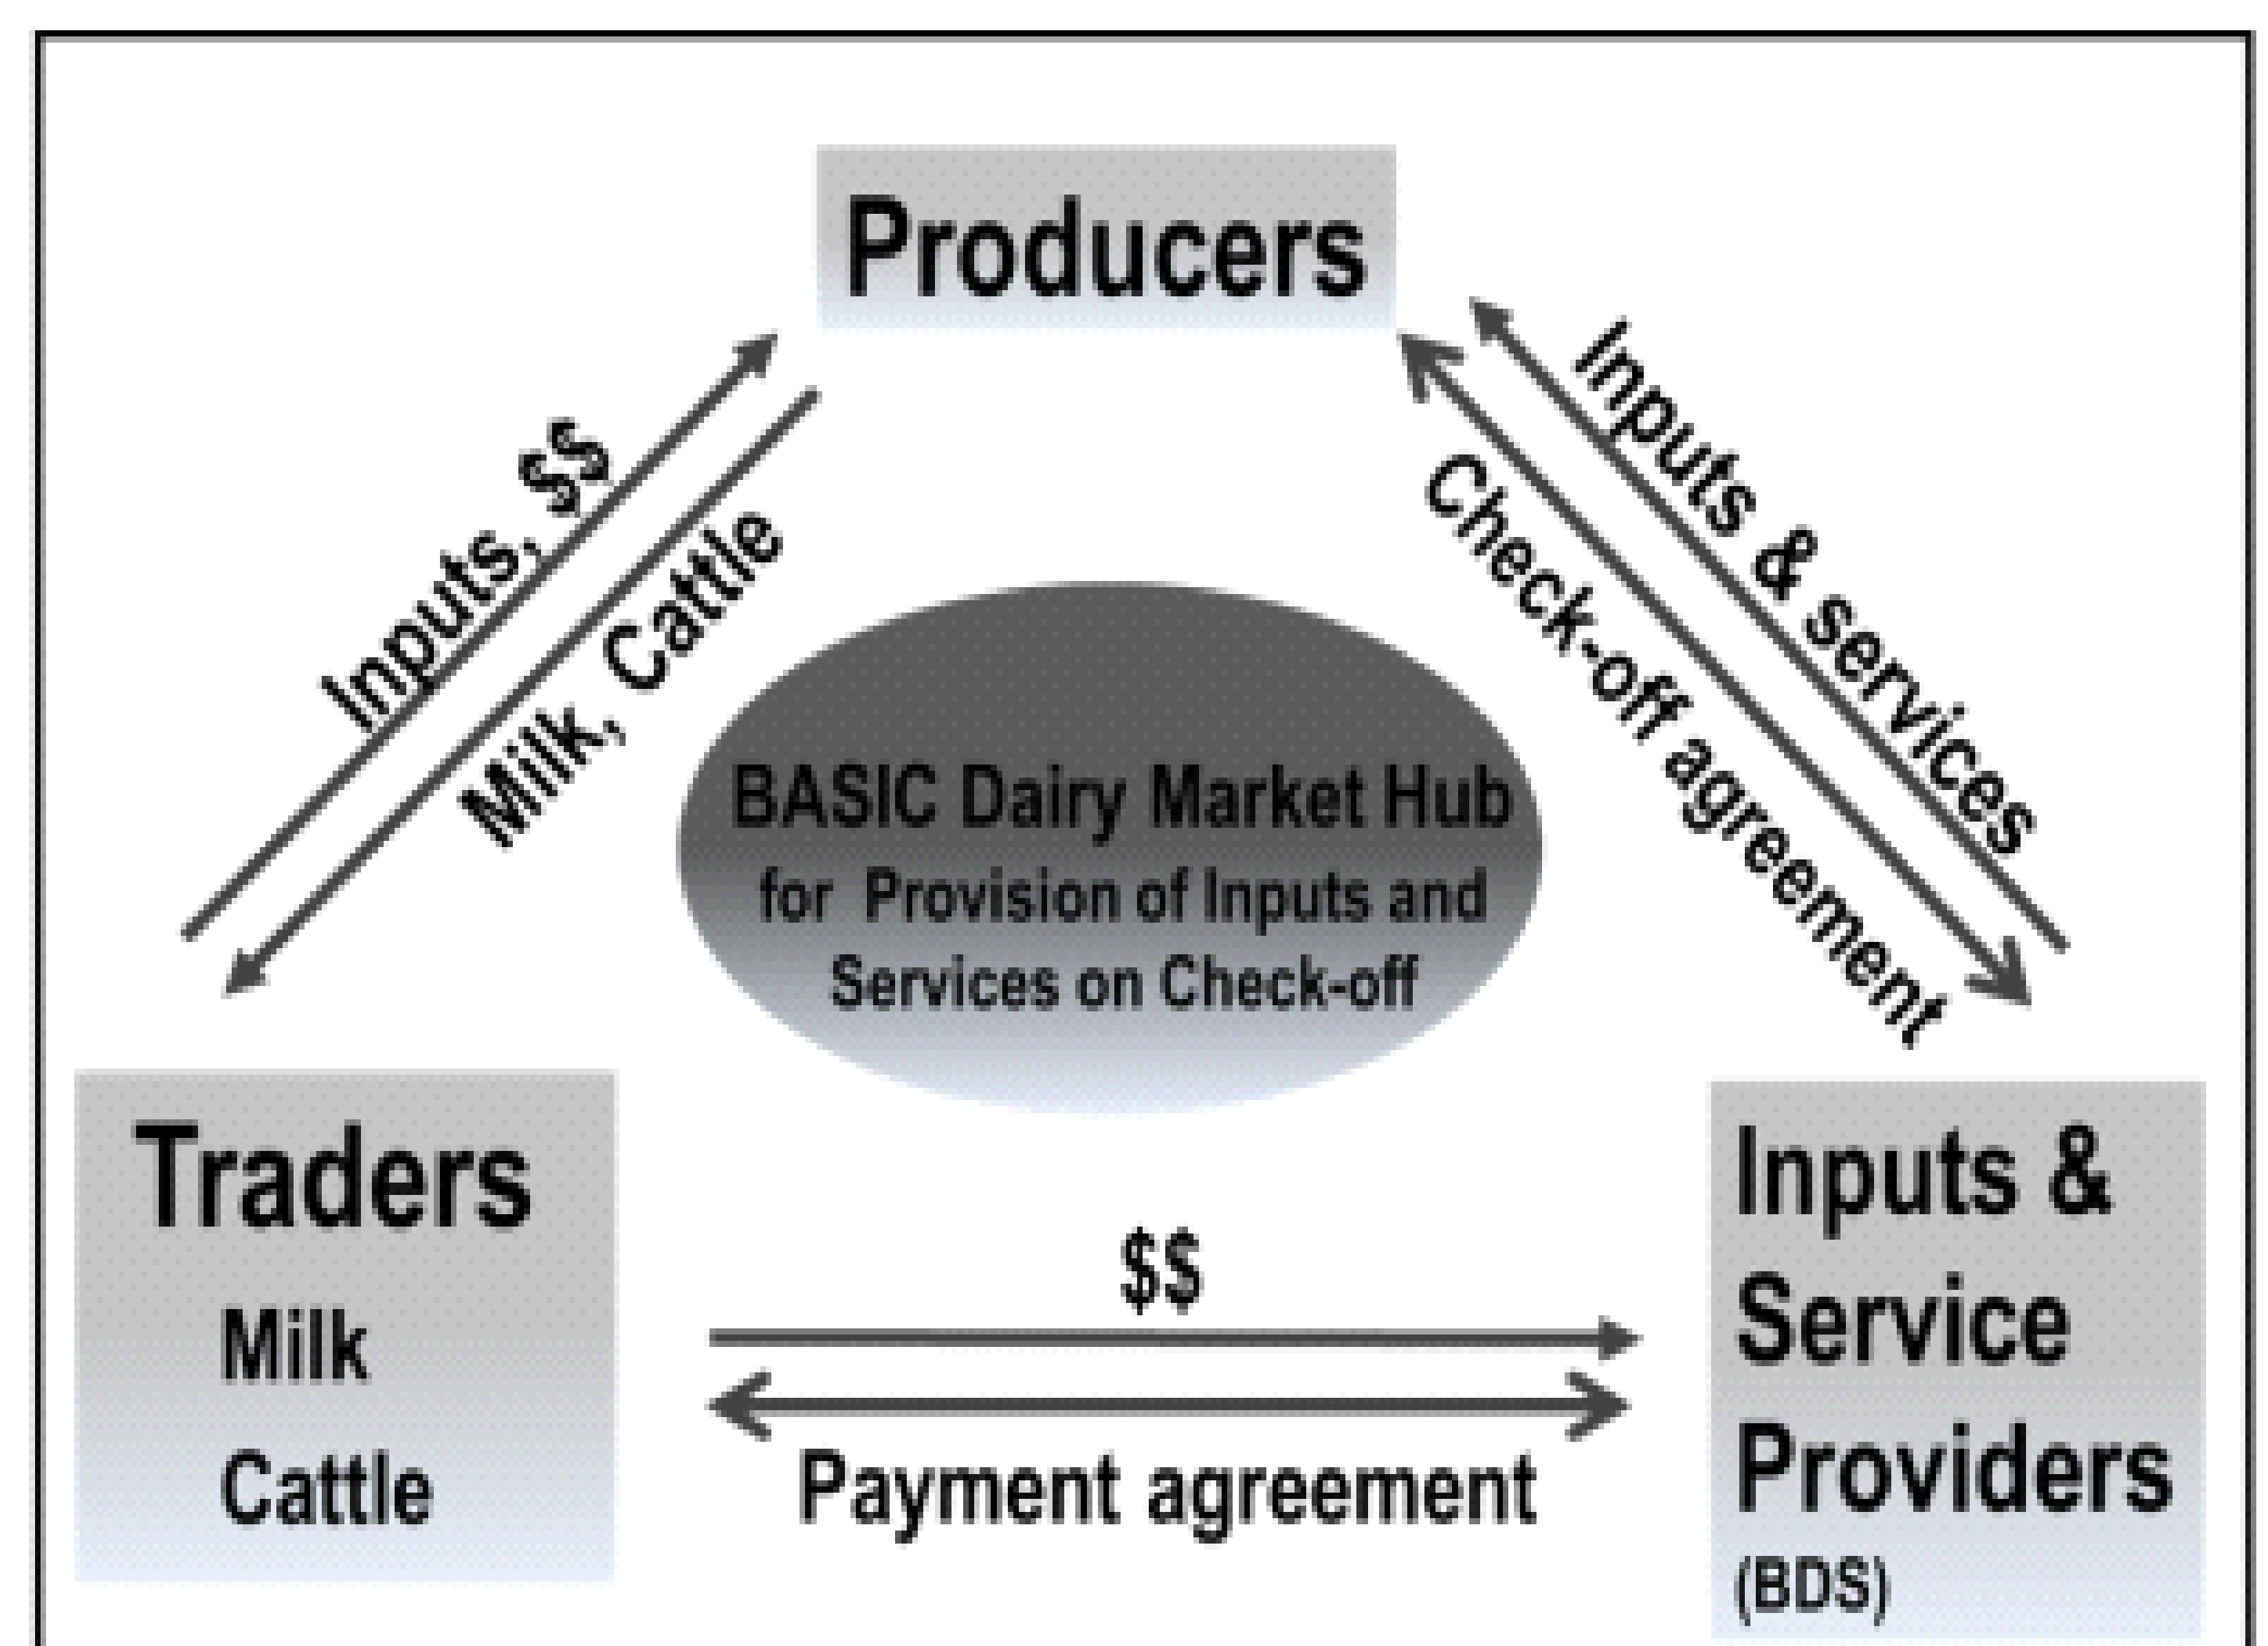 Producers
Inputs, $$
Milk, Cattle
Inputs & services
Check-off agreement
BASIC Dairy Market Hub
for Provision of Inputs and
Services on Check-off
Traders
Milk
Cattle
$$
Payment agreement
Inputs &
Service
Providers
(BDS)